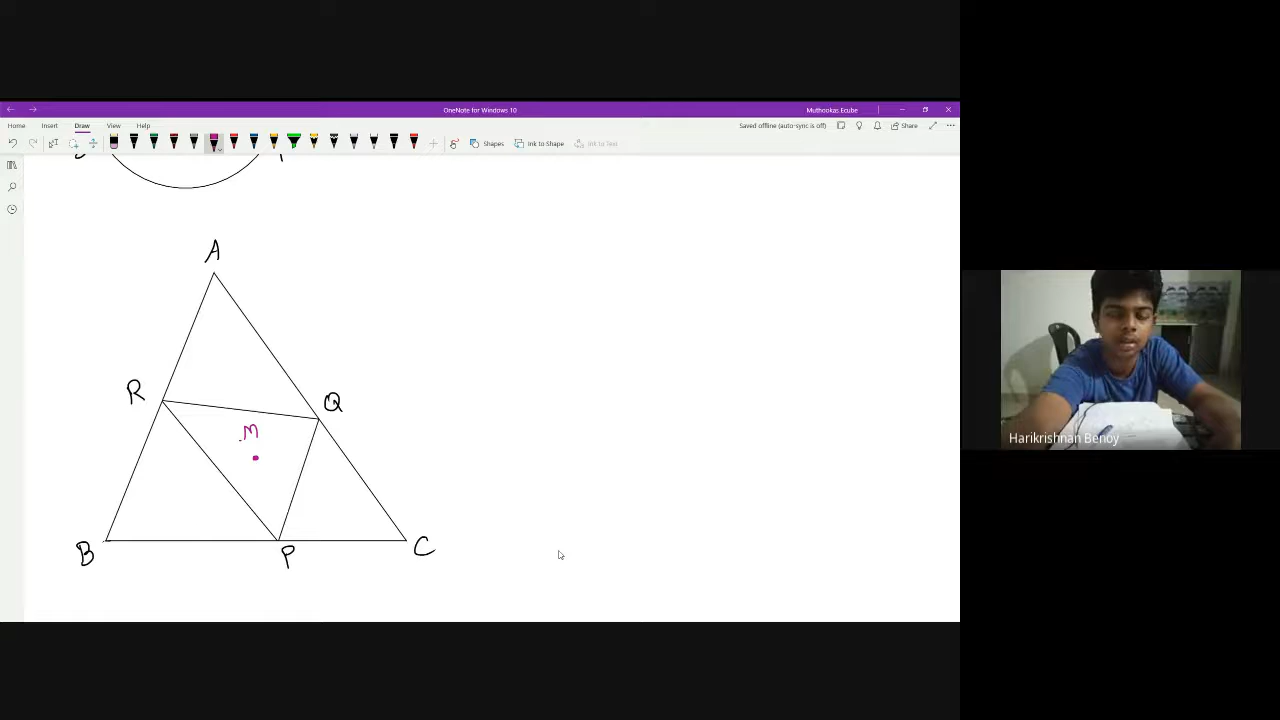 OneNote for Windows 10
Muthookas Ecube
Home Insert Draw View Help
Saved offline (auto-sync is off)
Share
Shapes
Ink to Shape
Ink to Text
A
R
Q
M
B
P
C
Harikrishnan Benoy